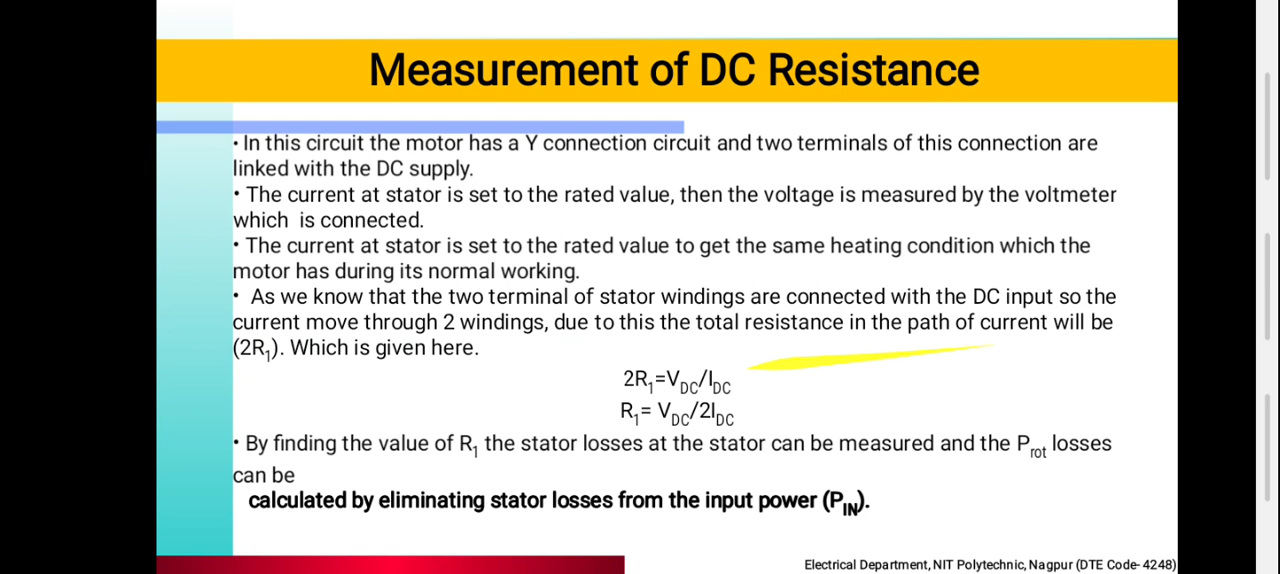 Measurement of DC Resistance
• In this circuit the motor has a Y connection circuit and two terminals of this connection are
linked with the DC supply.
• The current at stator is set to the rated value, then the voltage is measured by the voltmeter
which is connected.
• The current at stator is set to the rated value to get the same heating condition which the
motor has during its normal working.
• As we know that the two terminal of stator windings are connected with the DC input so the
current move through 2 windings, due to this the total resistance in the path of current will be
(2R₁). Which is given here.
2R₁=V_DC/I_DC
R₁= V_DC/2I_DC
• By finding the value of R₁ the stator losses at the stator can be measured and the P_rot losses
can be
calculated by eliminating stator losses from the input power (P_IN).
Electrical Department, NIT Polytechnic, Nagpur (DTE Code- 4248)